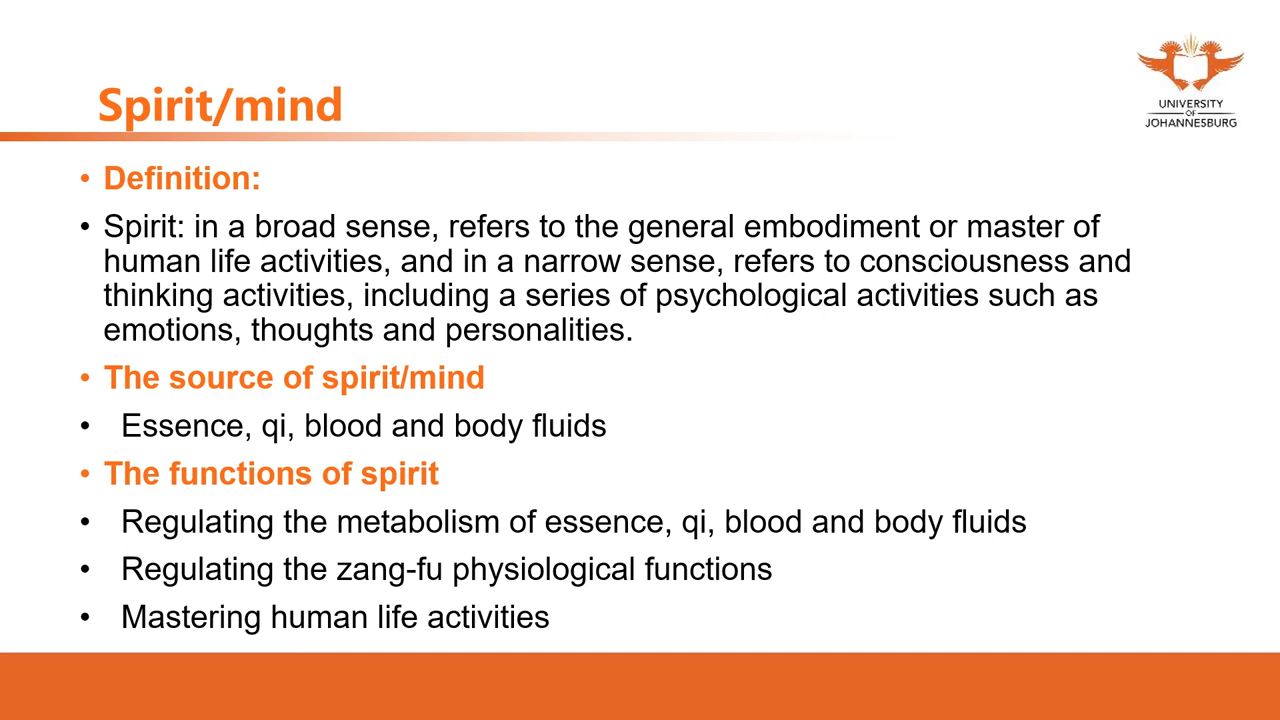 Spirit/mind
UNIVERSITY
OF
JOHANNESBURG
• Definition:
• Spirit: in a broad sense, refers to the general embodiment or master of
human life activities, and in a narrow sense, refers to consciousness and
thinking activities, including a series of psychological activities such as
emotions, thoughts and personalities.
• The source of spirit/mind
• Essence, qi, blood and body fluids
• The functions of spirit
• Regulating the metabolism of essence, qi, blood and body fluids
• Regulating the zang-fu physiological functions
• Mastering human life activities